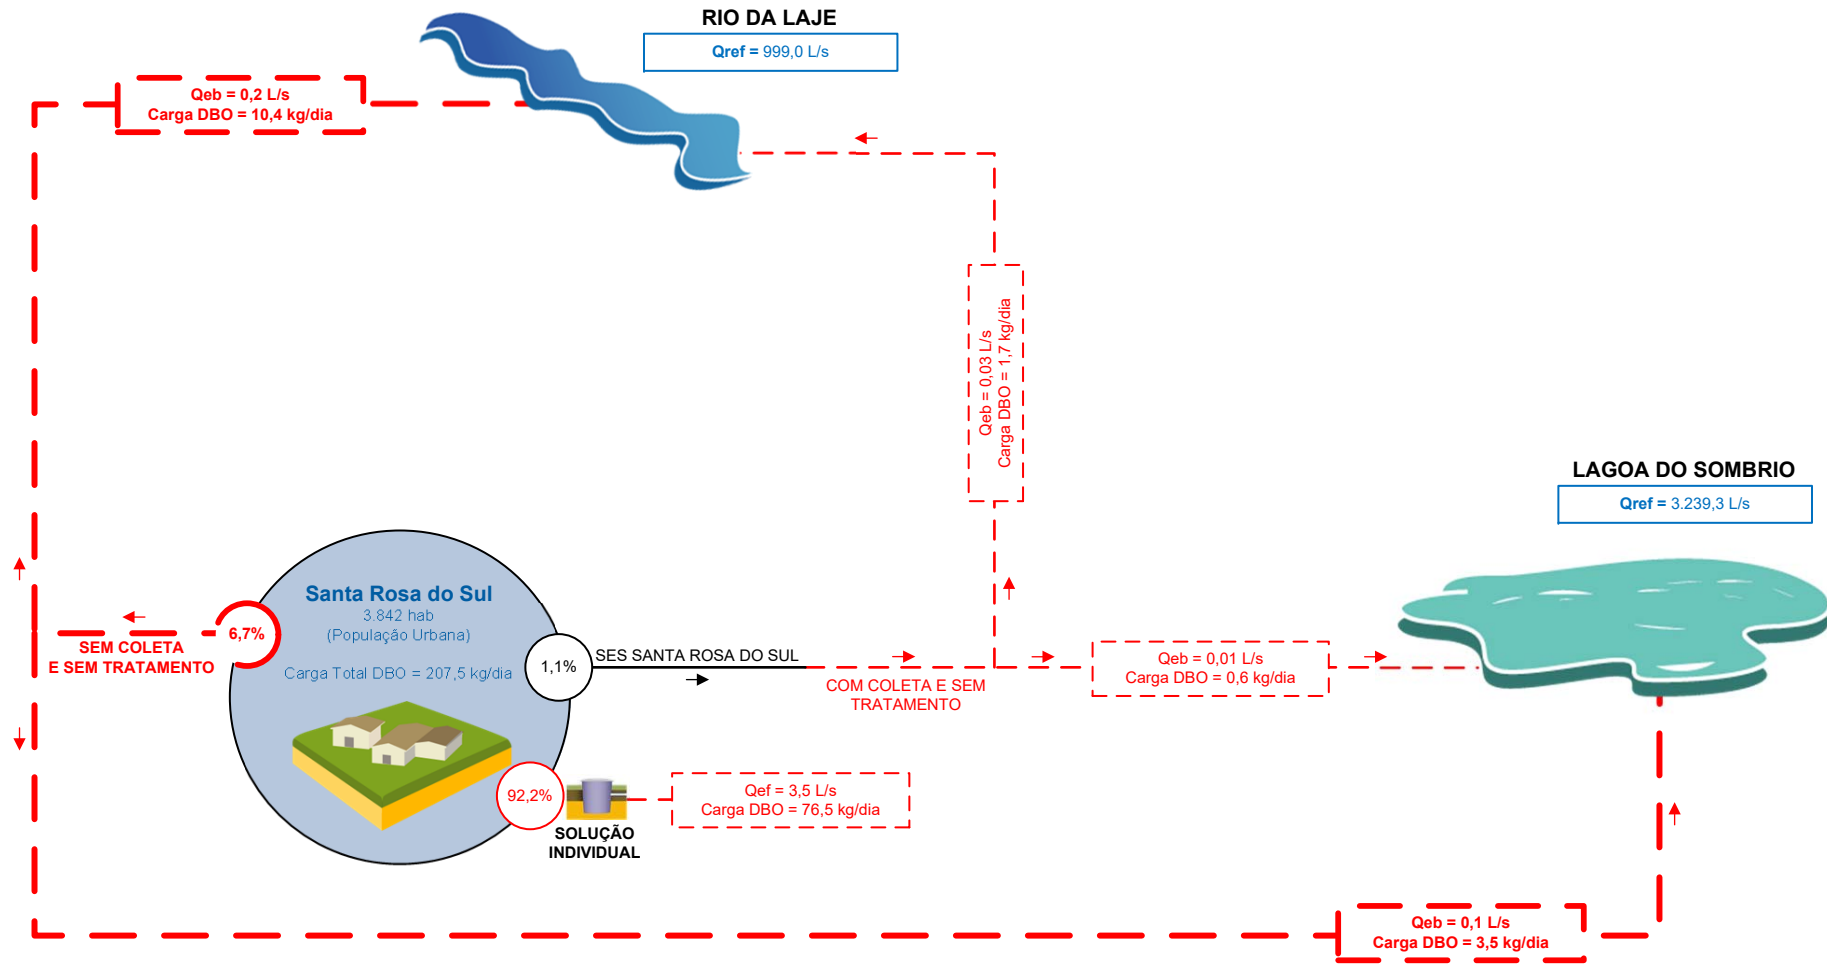 RIO DA LAJE
Qref = 999,0 L/s
Qeb = 0,2 L/s
Carga DBO = 10,4 kg/dia
Qeb = 0,03 L/s
Carga DBO = 1,7 kg/dia
LAGOA DO SOMBRIO
Qref = 3.239,3 L/s
Santa Rosa do Sul
3.842 hab
(População Urbana)
Carga Total DBO = 207,5 kg/dia
6,7%
SEM COLETA
E SEM TRATAMENTO
1,1%
SES SANTA ROSA DO SUL
COM COLETA E SEM
TRATAMENTO
Qeb = 0,01 L/s
Carga DBO = 0,6 kg/dia
92,2%
SOLUÇÃO
INDIVIDUAL
Qef = 3,5 L/s
Carga DBO = 76,5 kg/dia
Qeb = 0,1 L/s
Carga DBO = 3,5 kg/dia